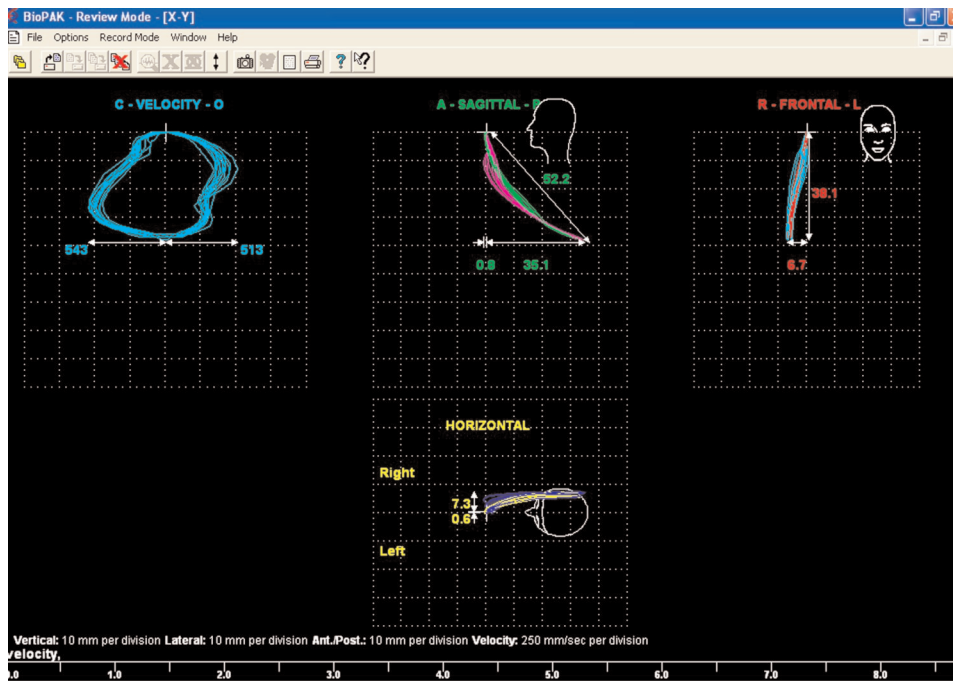 BioPAK - Review Mode - [X-Y]
File Options Record Mode Window Help
C - VELOCITY - O
A - SAGITTAL - P
R - FRONTAL - L
52.2
39.1
543
513
0.8 35.1
6.7
HORIZONTAL
Right
7.3
0.6
Left
Vertical: 10 mm per division Lateral: 10 mm per division Ant./Post.: 10 mm per division Velocity: 250 mm/sec per division
velocity,
0.0 1.0 2.0 3.0 4.0 5.0 6.0 7.0 8.0